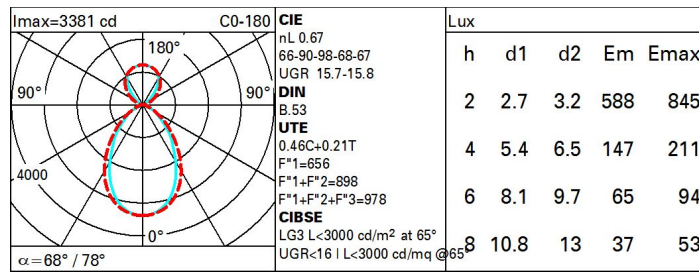 Imax=3381 cd C0-180
180°
90° 90°
4000
0°
α=68° / 78°
CIE
nL 0.67
66-90-98-68-67
UGR 15.7-15.8
DIN
B.53
UTE
0.46C+0.21T
F"1=656
F"1+F"2=898
F"1+F"2+F"3=978
CIBSE
LG3 L<3000 cd/m² at 65°
UGR<16 | L<3000 cd/mq @65°
Lux
h d1 d2 Em Emax
2 2.7 3.2 588 845
4 5.4 6.5 147 211
6 8.1 9.7 65 94
8 10.8 13 37 53